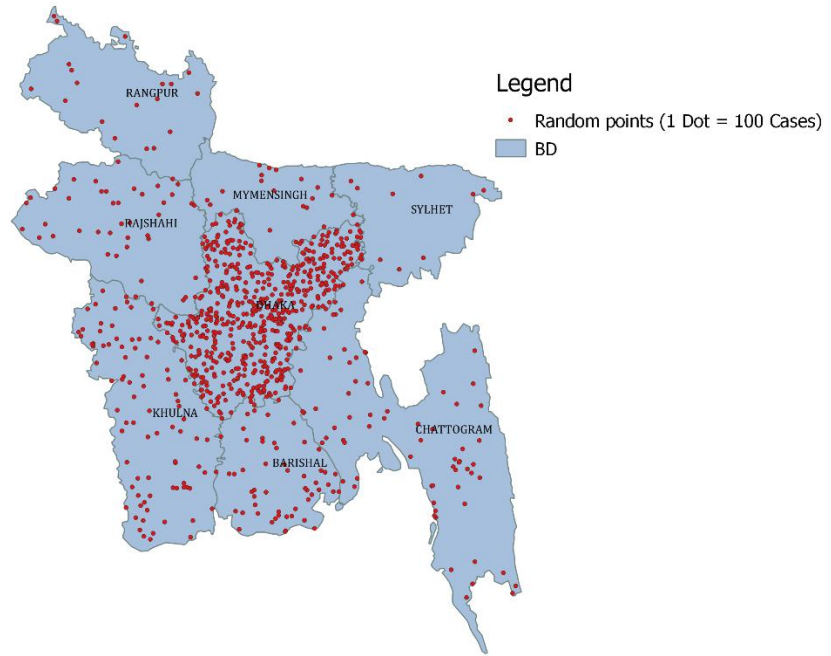 RANGPUR
Legend
Random points (1 Dot = 100 Cases)
BD
MYMENSINGH
SYLHET
RAJSHAHI
DHAKA
KHULNA
CHATTOGRAM
BARISHAL